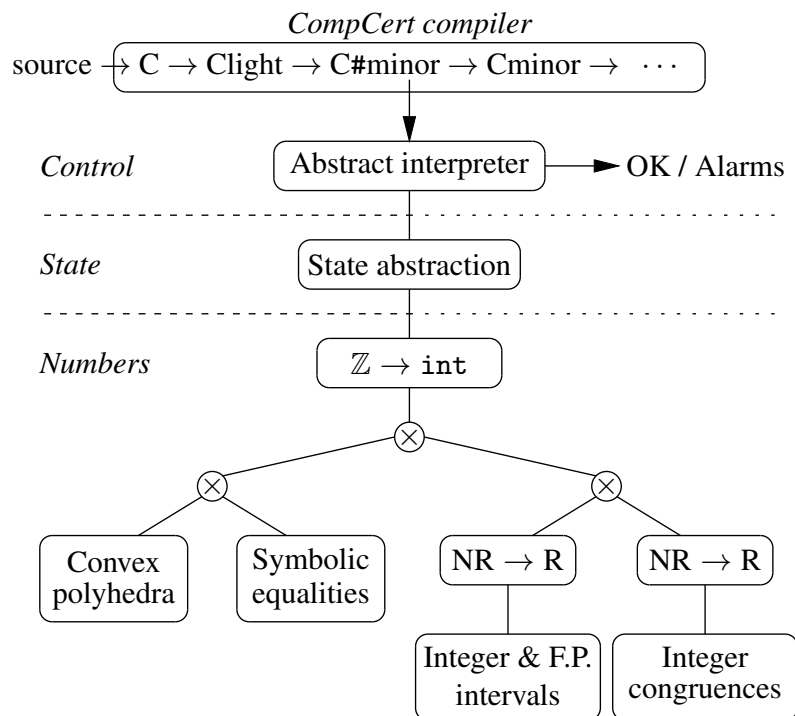 CompCert compiler
source → C → Clight → C#minor → Cminor → ⋯
Control
Abstract interpreter
OK / Alarms
State
State abstraction
Numbers
ℤ → int
⊗
⊗
⊗
Convex
polyhedra
Symbolic
equalities
NR → R
NR → R
Integer & F.P.
intervals
Integer
congruences